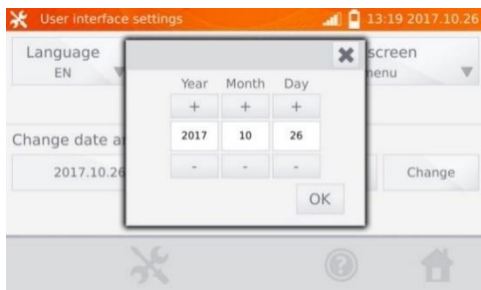 User interface settings
13:19 2017.10.26
Language
screen
EN
menu
Year Month Day
+ + +
2017 10 26
- - -
OK
Change date a
2017.10.26
Change